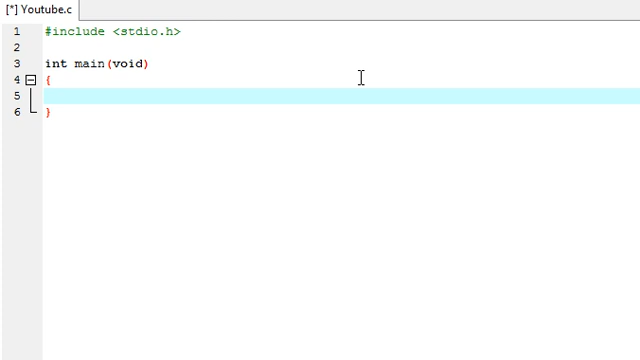 [*] Youtube.c
1 #include <stdio.h>
2
3 int main(void)
4 {
5
6 }